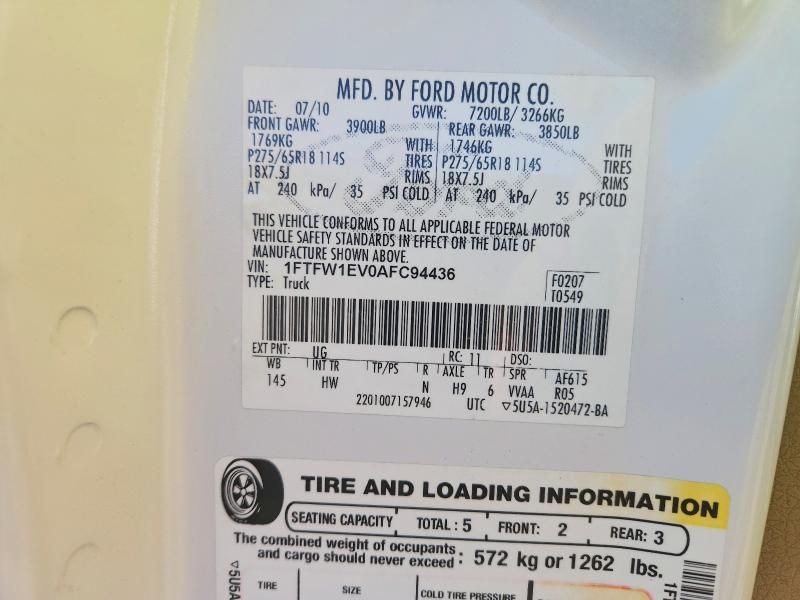 MFD. BY FORD MOTOR CO.
DATE: 07/10 GVWR: 7200LB/ 3266KG
FRONT GAWR: 3900LB REAR GAWR: 3850LB
1769KG WITH 1746KG WITH
P275/65R18 114S TIRES P275/65R18 114S TIRES
18X7.5J RIMS 18X7.5J RIMS
AT 240 kPa/ 35 PSI COLD AT 240 kPa/ 35 PSI COLD
THIS VEHICLE CONFORMS TO ALL APPLICABLE FEDERAL MOTOR
VEHICLE SAFETY STANDARDS IN EFFECT ON THE DATE OF
MANUFACTURE SHOWN ABOVE.
VIN: 1FTFW1EV0AFC94436 F0207
TYPE: Truck T0549
EXT PNT: UG RC: 11 DSO:
WB INT TR TP/PS R AXLE TR SPR AF615
145 HW N H9 6 VVAA R05
2201007157946 UTC ▽5U5A-1520472-BA
TIRE AND LOADING INFORMATION
SEATING CAPACITY TOTAL : 5 FRONT: 2 REAR: 3
The combined weight of occupants
and cargo should never exceed : 572 kg or 1262 lbs.
TIRE SIZE COLD TIRE PRESSURE
▽5U5A
1FT